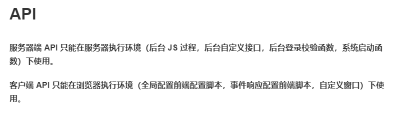 API
服务器端 API 只能在服务器执行环境（后台 JS 过程，后台自定义接口，后台登录校验函数，系统启动函
数）下使用。
客户端 API 只能在浏览器执行环境（全局配置前端配置脚本，事件响应配置前端脚本，自定义窗口）下使
用。